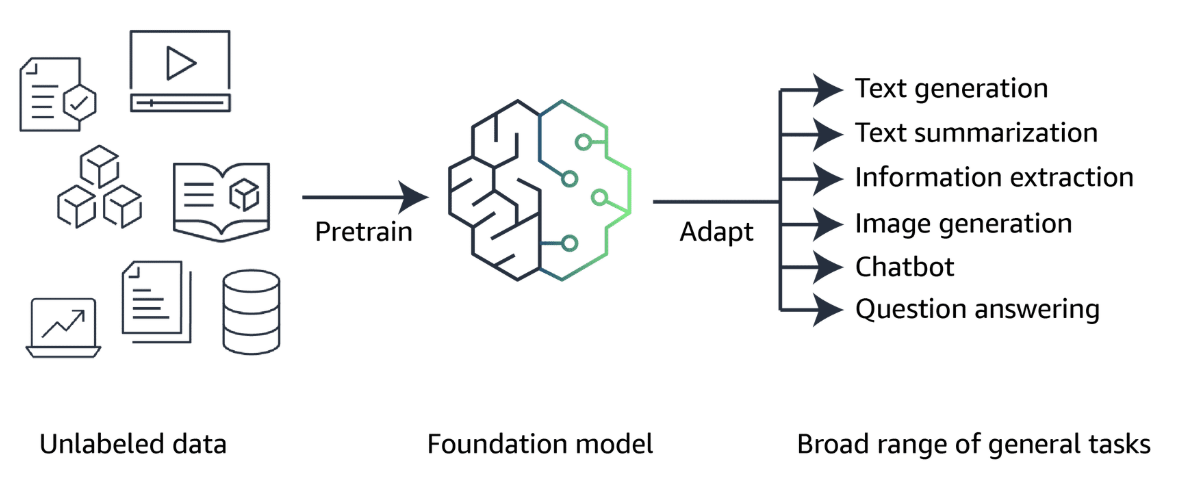 Pretrain
Adapt
Text generation
Text summarization
Information extraction
Image generation
Chatbot
Question answering
Unlabeled data
Foundation model
Broad range of general tasks